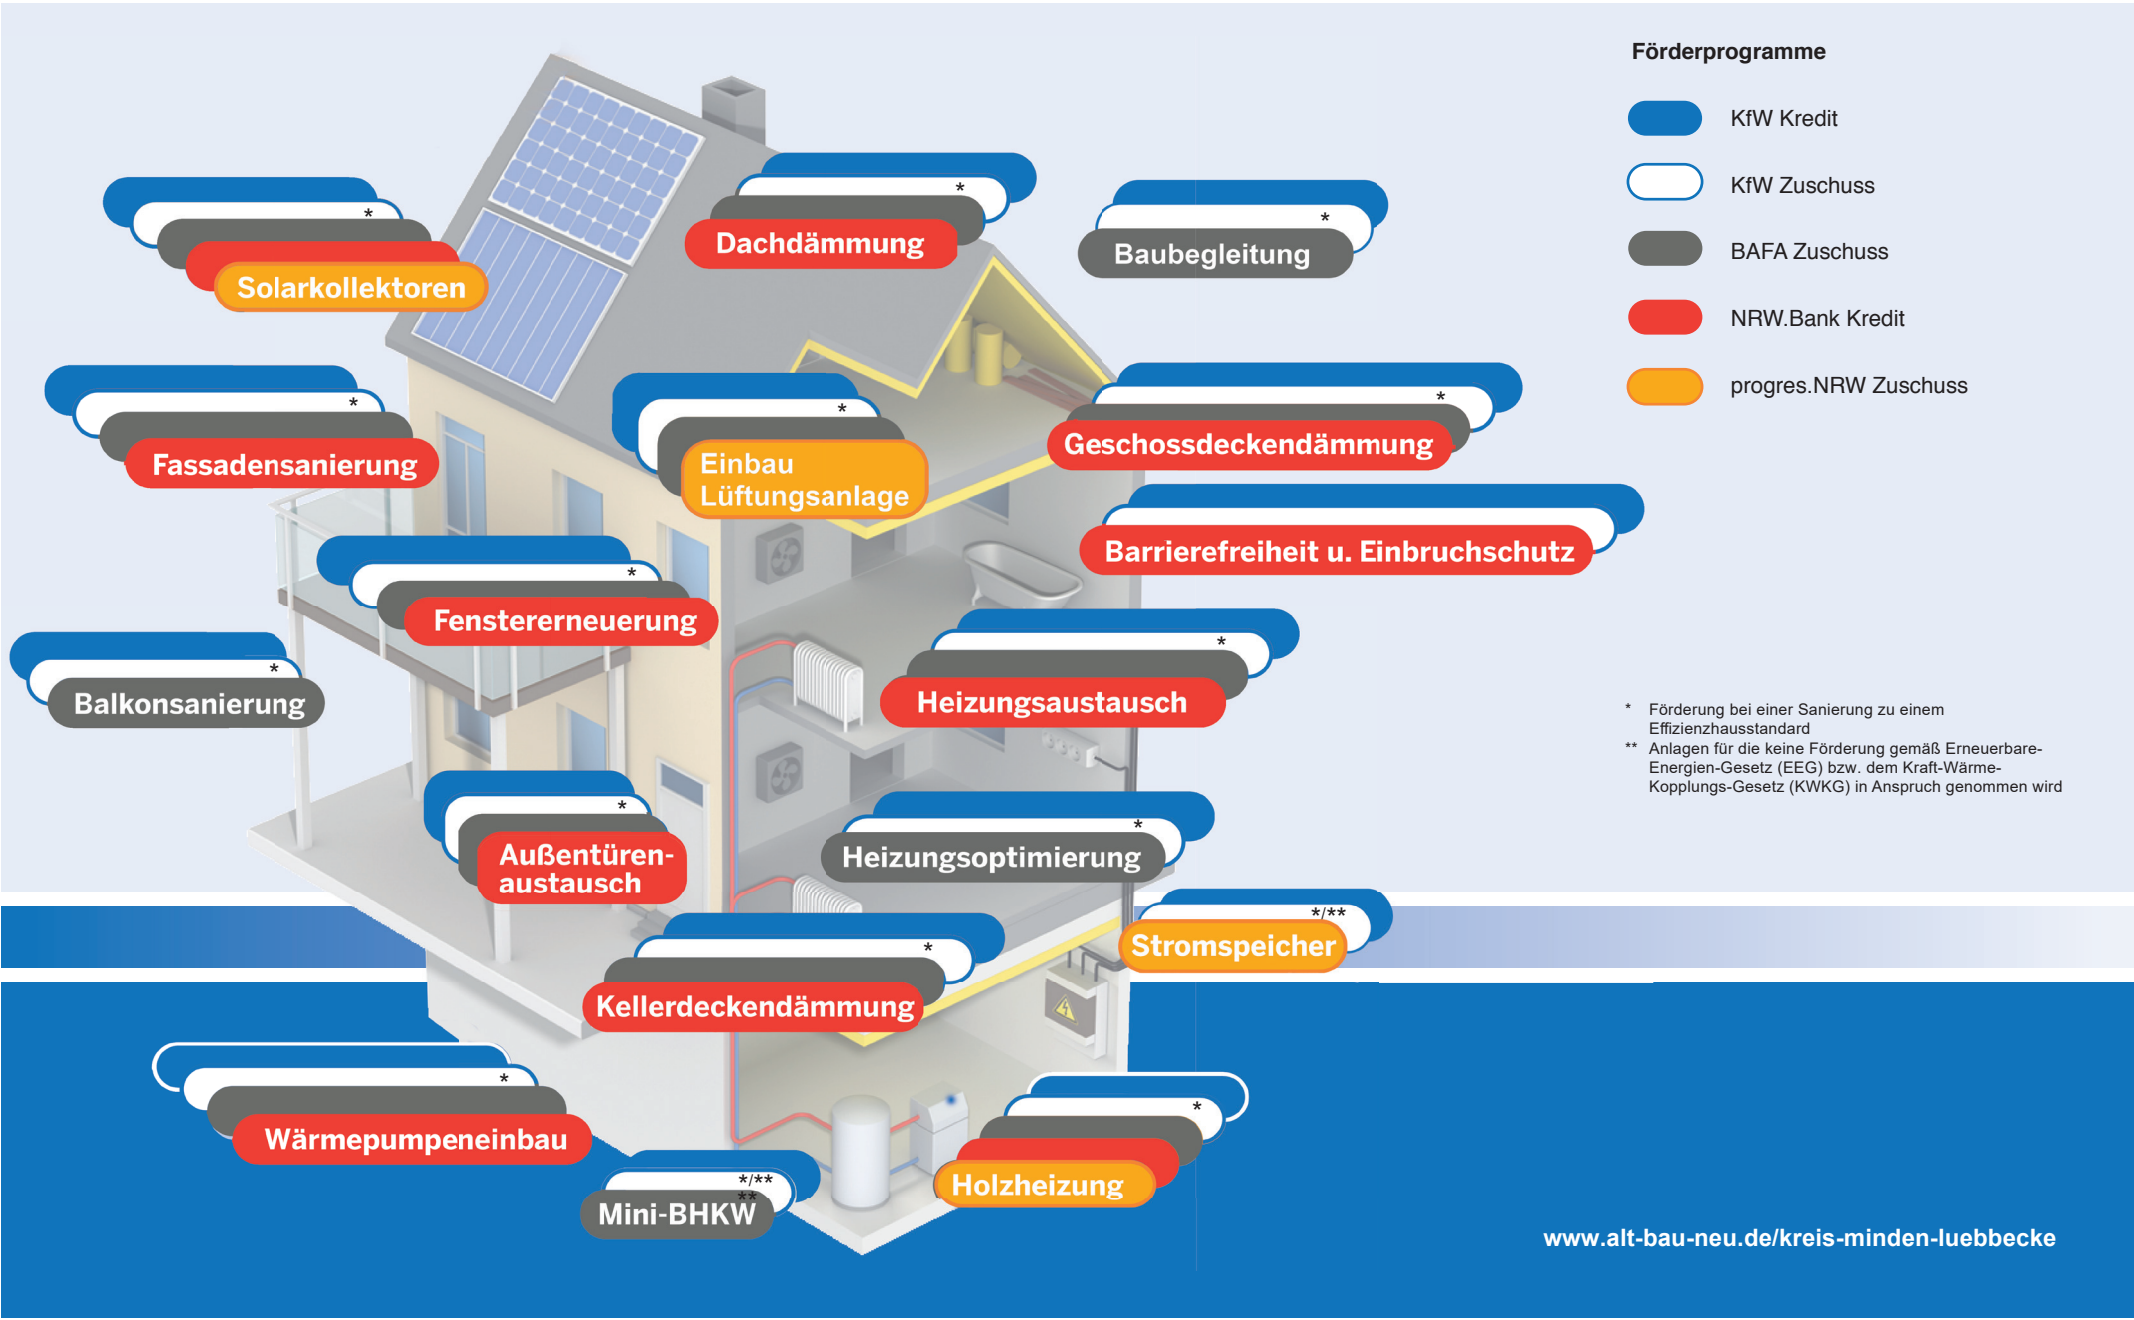 Förderprogramme
KfW Kredit
KfW Zuschuss
BAFA Zuschuss
NRW.Bank Kredit
progres.NRW Zuschuss
*
Solarkollektoren
*
Dachdämmung
*
Baubegleitung
*
Fassadensanierung
*
Einbau
Lüftungsanlage
*
Geschossdeckendämmung
Barrierefreiheit u. Einbruchschutz
*
Fenstererneuerung
*
Balkonsanierung
*
Heizungsaustausch
*
Außentüren-
austausch
*
Heizungsoptimierung
*/**
Stromspeicher
*
Kellerdeckendämmung
*
Wärmepumpeneinbau
*/**
**
Mini-BHKW
*
Holzheizung
* Förderung bei einer Sanierung zu einem
Effizienzhausstandard
** Anlagen für die keine Förderung gemäß Erneuerbare-
Energien-Gesetz (EEG) bzw. dem Kraft-Wärme-
Kopplungs-Gesetz (KWKG) in Anspruch genommen wird
www.alt-bau-neu.de/kreis-minden-luebbecke